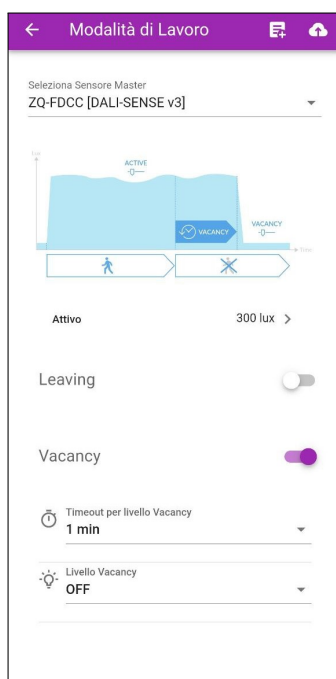 Modalità di Lavoro
Seleziona Sensore Master
ZQ-FDCC [DALI-SENSE v3]
ACTIVE
VACANCY
VACANCY
Attivo 300 lux
Leaving
Vacancy
Timeout per livello Vacancy
1 min
Livello Vacancy
OFF